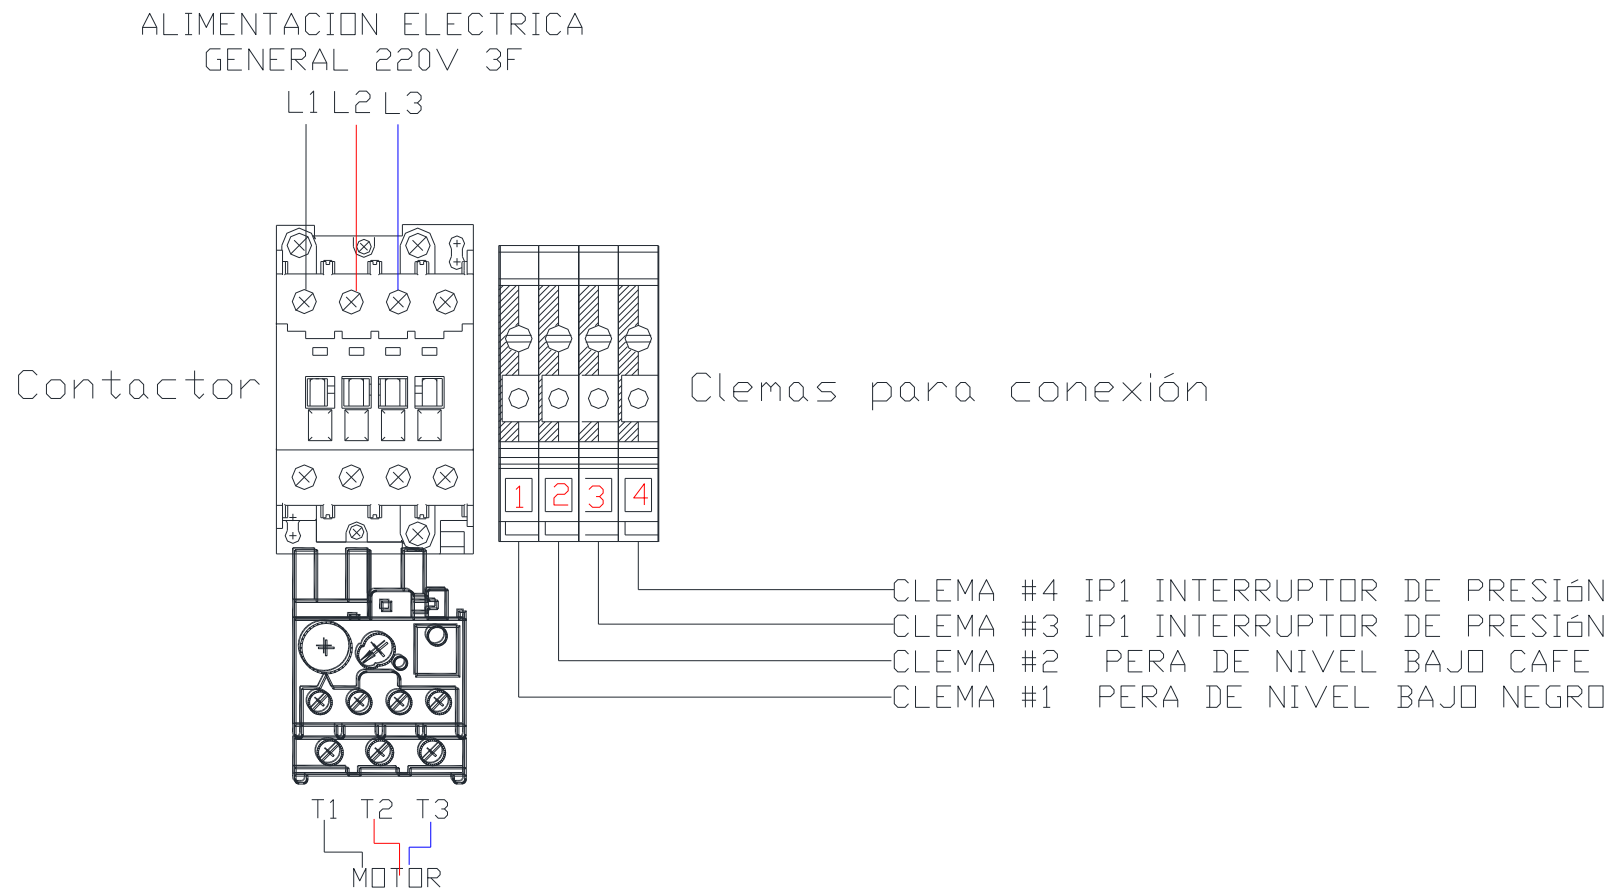 ALIMENTACION ELECTRICA
GENERAL 220V 3F
L1 L2 L3
Contactor
Clemas para conexión
1 2 3 4
CLEMA #4 IP1 INTERRUPTOR DE PRESIóN
CLEMA #3 IP1 INTERRUPTOR DE PRESIóN
CLEMA #2 PERA DE NIVEL BAJO CAFE
CLEMA #1 PERA DE NIVEL BAJO NEGRO
T1 T2 T3
MOTOR